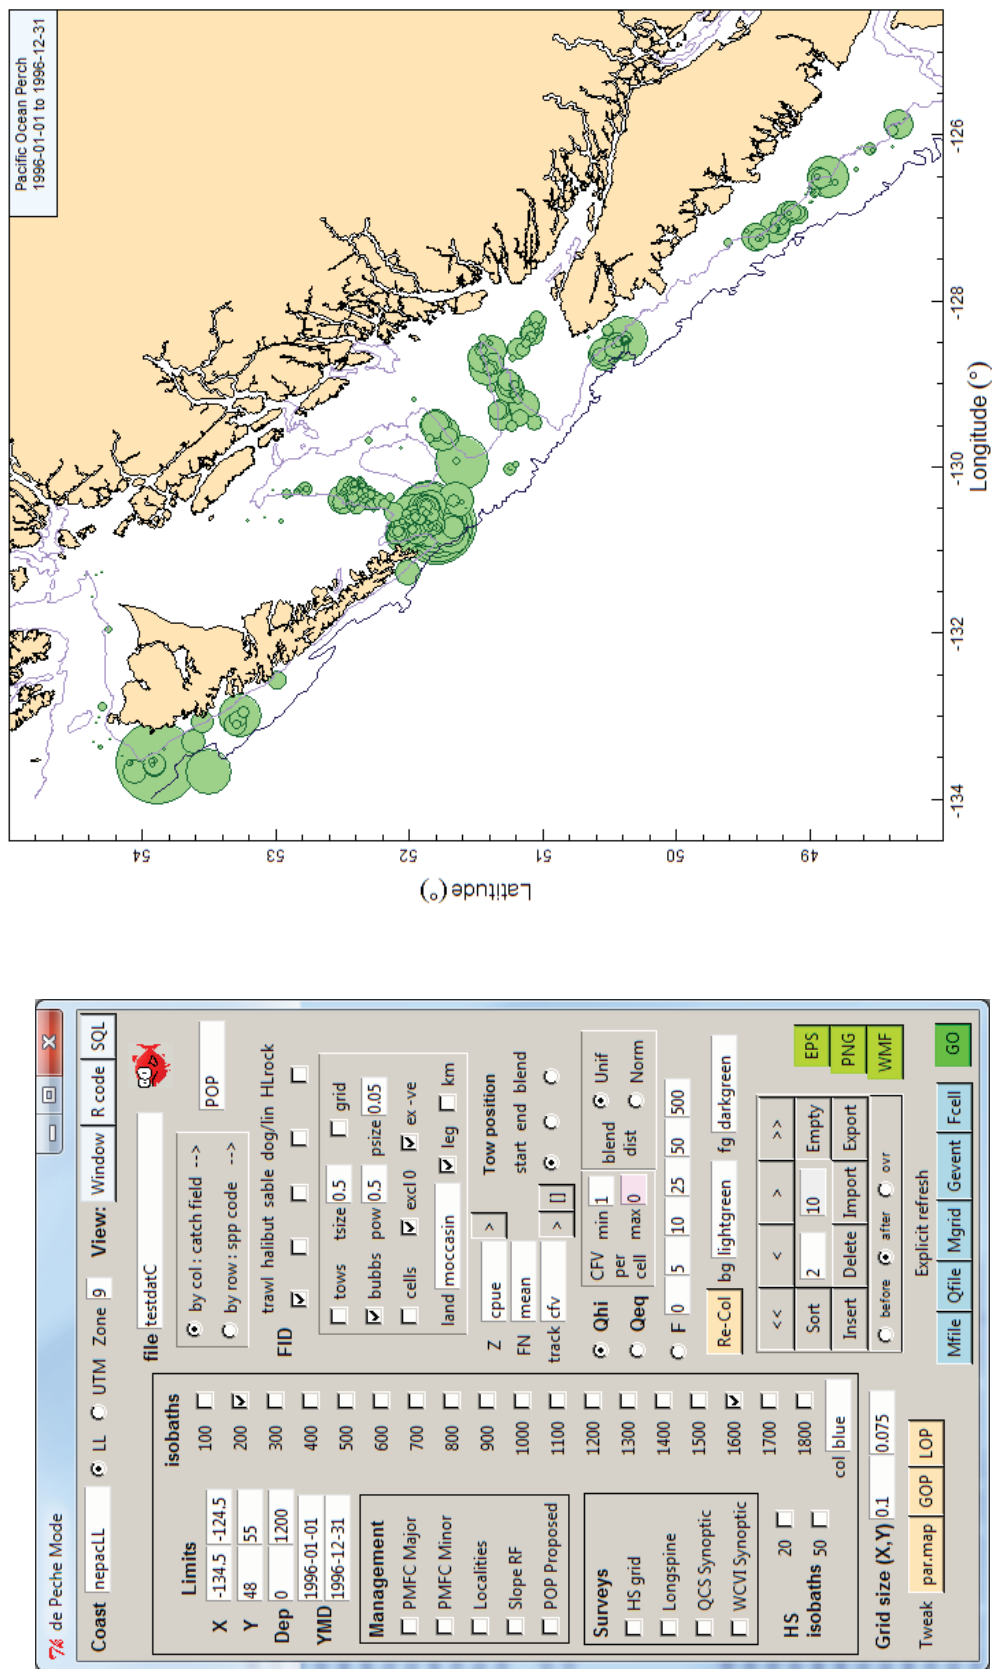 de Peche Mode
Coast nepacLL LL UTM Zone 9 View: Window R code SQL
Limits
X -134.5 -124.5
Y 48 55
Dep 0 1200
YMD 1996-01-01
1996-12-31
Management
PMFC Major
PMFC Minor
Localities
Slope RF
POP Proposed
Surveys
HS grid
Longspine
QCS Synoptic
WCVI Synoptic
HS 20
isobaths 50
isobaths
100
200
300
400
500
600
700
800
900
1000
1100
1200
1300
1400
1500
1600
1700
1800
col blue
Grid size (X,Y) 0.1 0.075
Tweak par.map GOP LOP
file testdatC
by col : catch field --> POP
by row : spp code -->
trawl halibut sable dog/lin HLrock
FID
tows tsize 0.5 grid
bubbs pow 0.5 psize 0.05
cells excl 0 ex -ve
land moccasin leg km
Z cpue > Tow position
FN mean start end blend
track cfv > []
Qhi CFV min 1 blend Unif
Qeq per cell max 0 dist Norm
F 0 5 10 25 50 500
Re-Col bg lightgreen fg darkgreen
<< < > >>
Sort 2 10 Empty
Insert Delete Import Export
before after ovr
EPS
PNG
WMF
Explicit refresh
Mfile Qfile Mgrid Gevent Fcell GO
Pacific Ocean Perch
1996-01-01 to 1996-12-31
Latitude (°)
54
53
52
51
50
49
-134
-132
-130
-128
-126
Longitude (°)